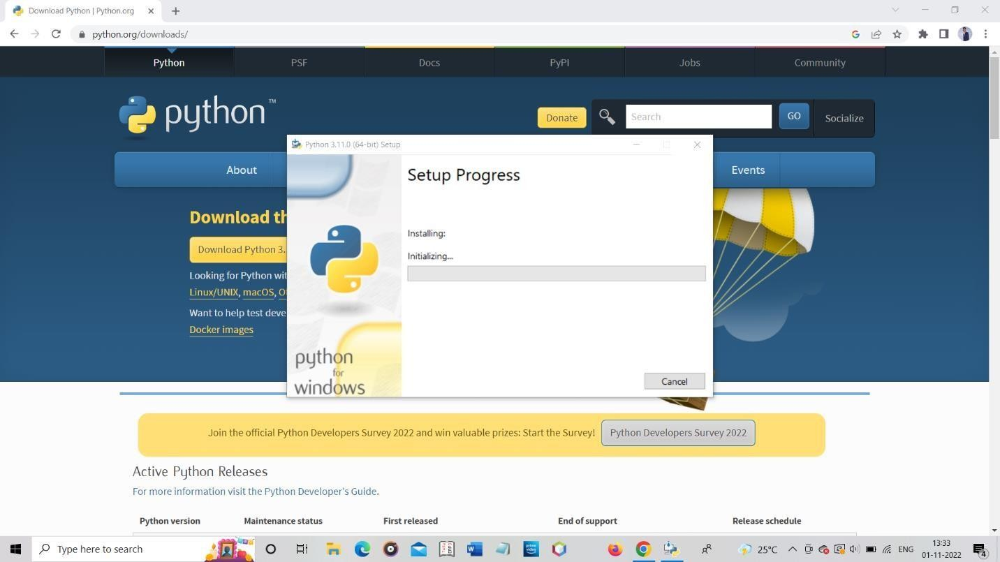 Download Python | Python.org
python.org/downloads/
Python
PSF
Docs
PyPI
Jobs
Community
python™
Donate
Search
GO
Socialize
About
Events
Download th
Download Python 3.
Looking for Python wit
Linux/UNIX, macOS, Ot
Want to help test deve
Docker images
Python 3.11.0 (64-bit) Setup
Setup Progress
Installing:
Initializing...
python
for
windows
Cancel
Join the official Python Developers Survey 2022 and win valuable prizes: Start the Survey!
Python Developers Survey 2022
Active Python Releases
For more information visit the Python Developer's Guide.
Python version
Maintenance status
First released
End of support
Release schedule
Type here to search
25°C
ENG
13:33
01-11-2022
4